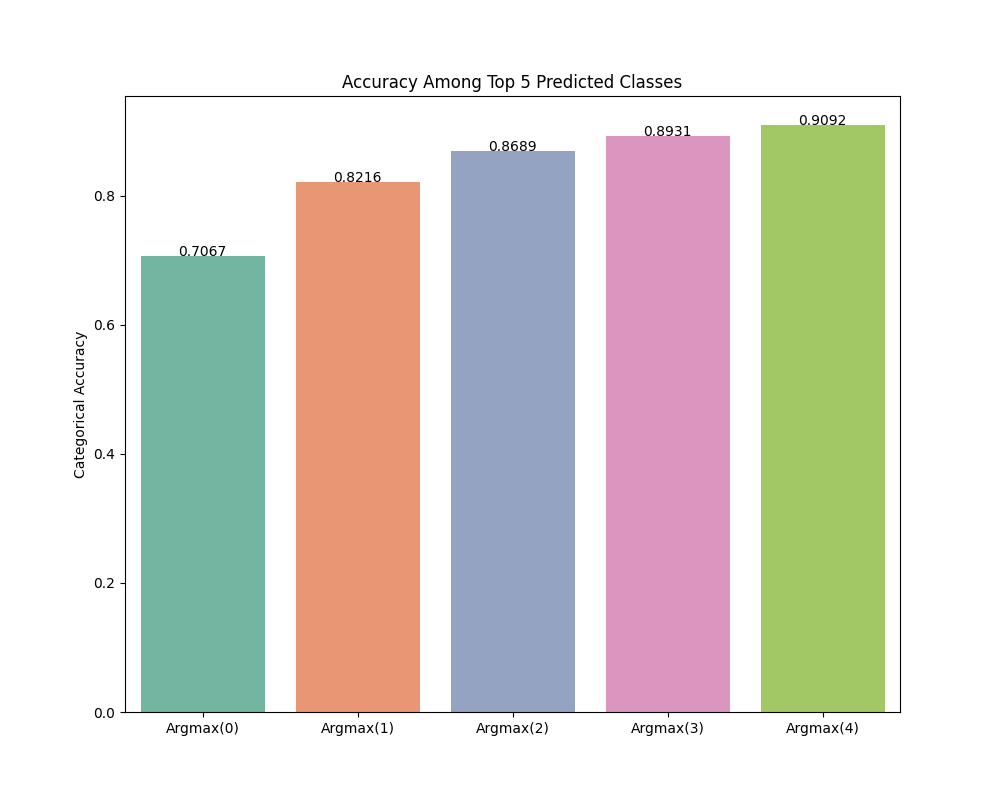 Accuracy Among Top 5 Predicted Classes
Categorical Accuracy
0.8
0.6
0.4
0.2
0.0
0.7067
0.8216
0.8689
0.8931
0.9092
Argmax(0)
Argmax(1)
Argmax(2)
Argmax(3)
Argmax(4)